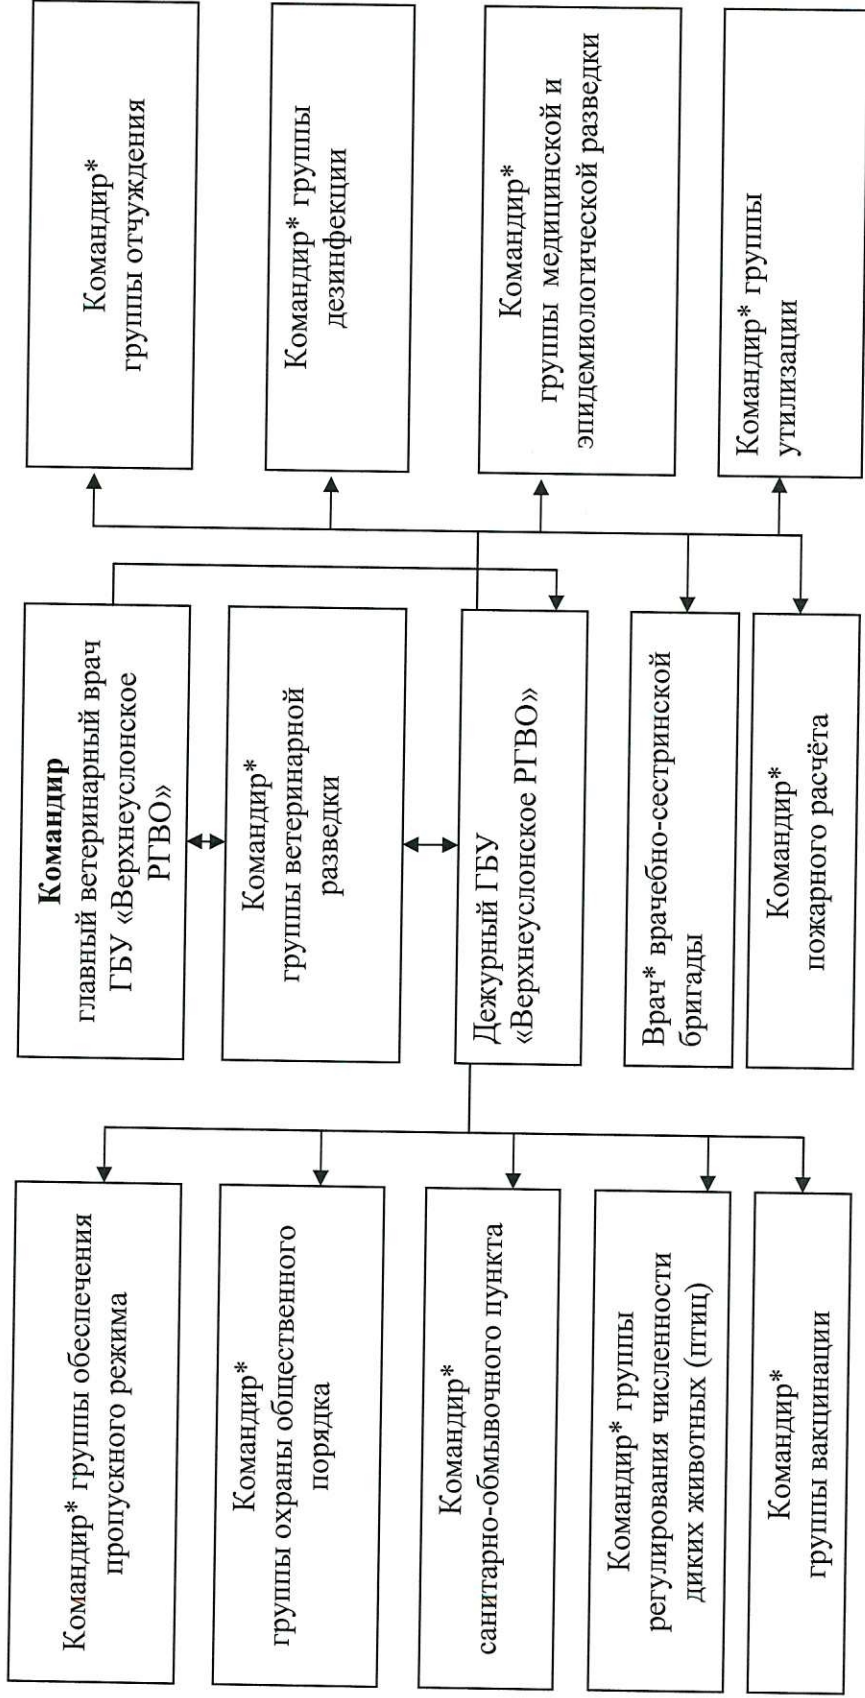 Командир* группы обеспечения
пропускного режима
Командир*
группы охраны общественного
порядка
Командир*
санитарно-обмывочного пункта
Командир* группы
регулирования численности
диких животных (птиц)
Командир*
группы вакцинации
Командир
главный ветеринарный врач
ГБУ «Верхнеуслонское
РГВО»
Командир*
группы ветеринарной
разведки
Дежурный ГБУ
«Верхнеуслонское РГВО»
Врач* врачебно-сестринской
бригады
Командир*
пожарного расчёта
Командир*
группы отчуждения
Командир* группы
дезинфекции
Командир*
группы медицинской и
эпидемиологической разведки
Командир* группы
утилизации